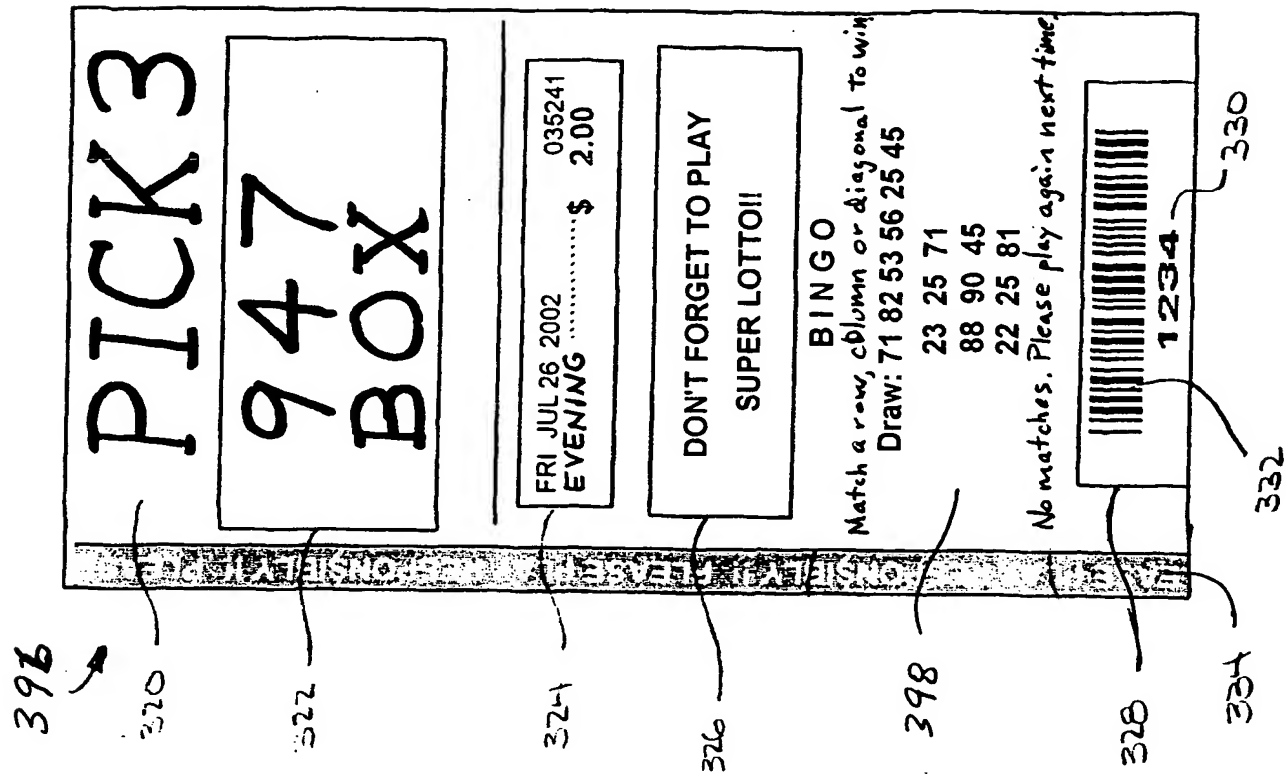 396
PICK3
320
947
BOX
322
FRI JUL 26 2002 035241
EVENING ............... $ 2.00
324
DON'T FORGET TO PLAY
SUPER LOTTO!!
326
BINGO
Match a row, column or diagonal to win
Draw: 71 82 53 56 25 45
23 25 71
88 90 45
22 25 81
No matches. Please play again next time.
398
1234
328
330
332
334